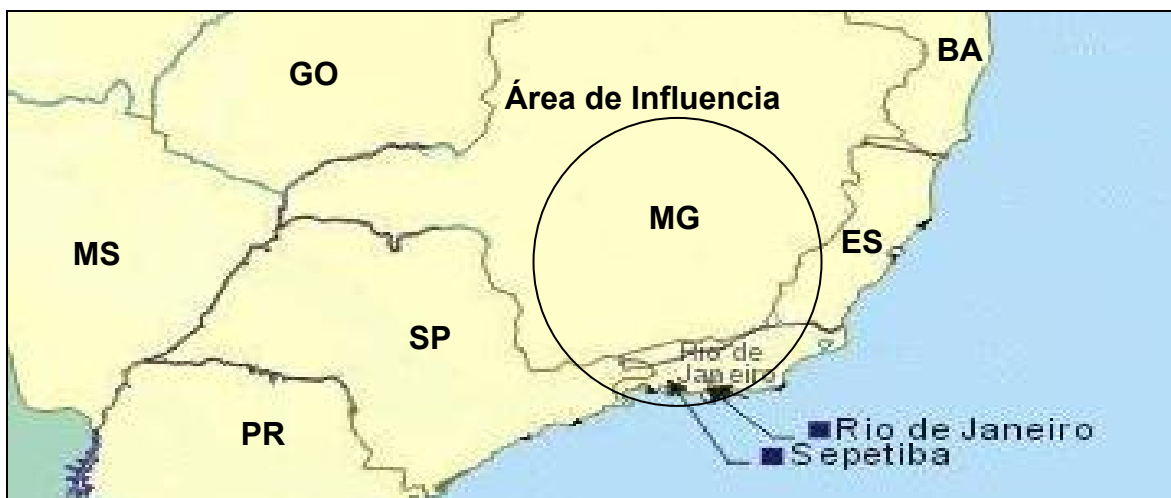 BA
GO
Área de Influencia
MG
ES
MS
SP
Rio de
Janeiro
PR
Rio de Janeiro
Sepetiba